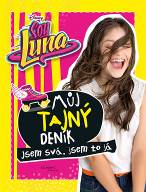 Disney
Soy
Luna
MŮJ
TAJNÝ
DENÍK
jsem svá, jsem to já